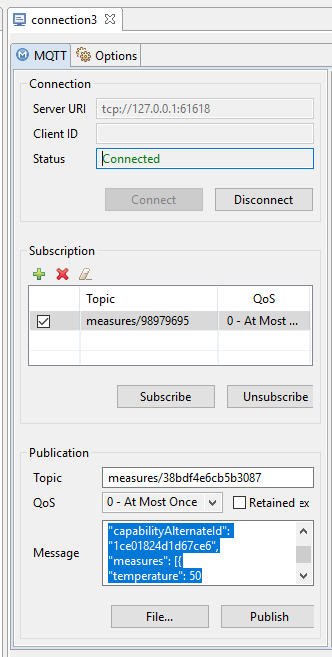 connection3
MQTT Options
Connection
Server URI tcp://127.0.0.1:61618
Client ID
Status Connected
Connect Disconnect
Subscription
Topic QoS
measures/98979695 0 - At Most ...
Subscribe Unsubscribe
Publication
Topic measures/38bdf4e6cb5b3087
QoS 0 - At Most Once Retained ex
Message "capabilityAlternateId":
"1ce01824d1d67ce6",
"measures": [{
"temperature": 50
File... Publish